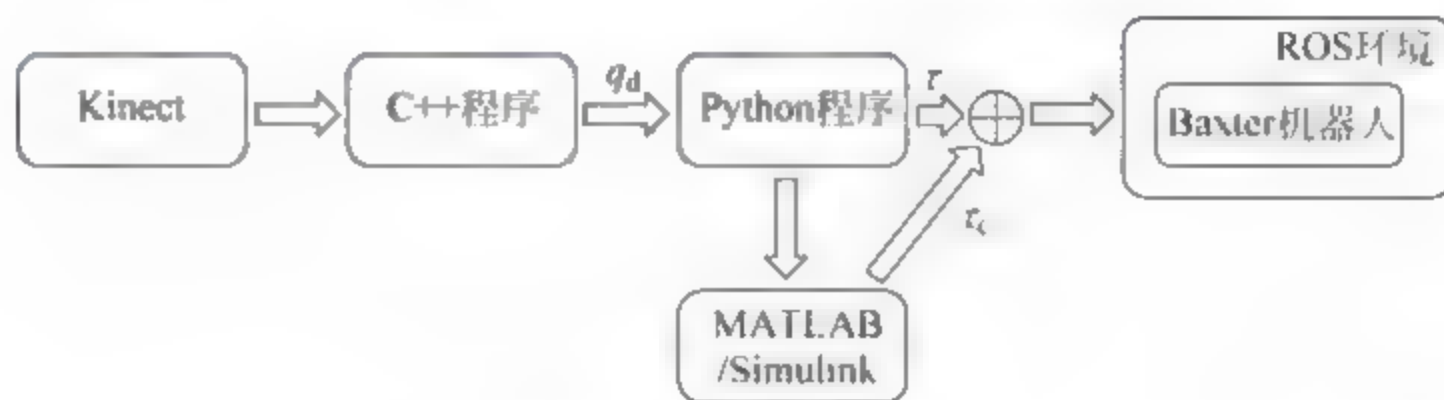 Kinect
C++程序
q_d
Python程序
τ
ROS环境
Baxter机器人
τ_c
MATLAB
/Simulink